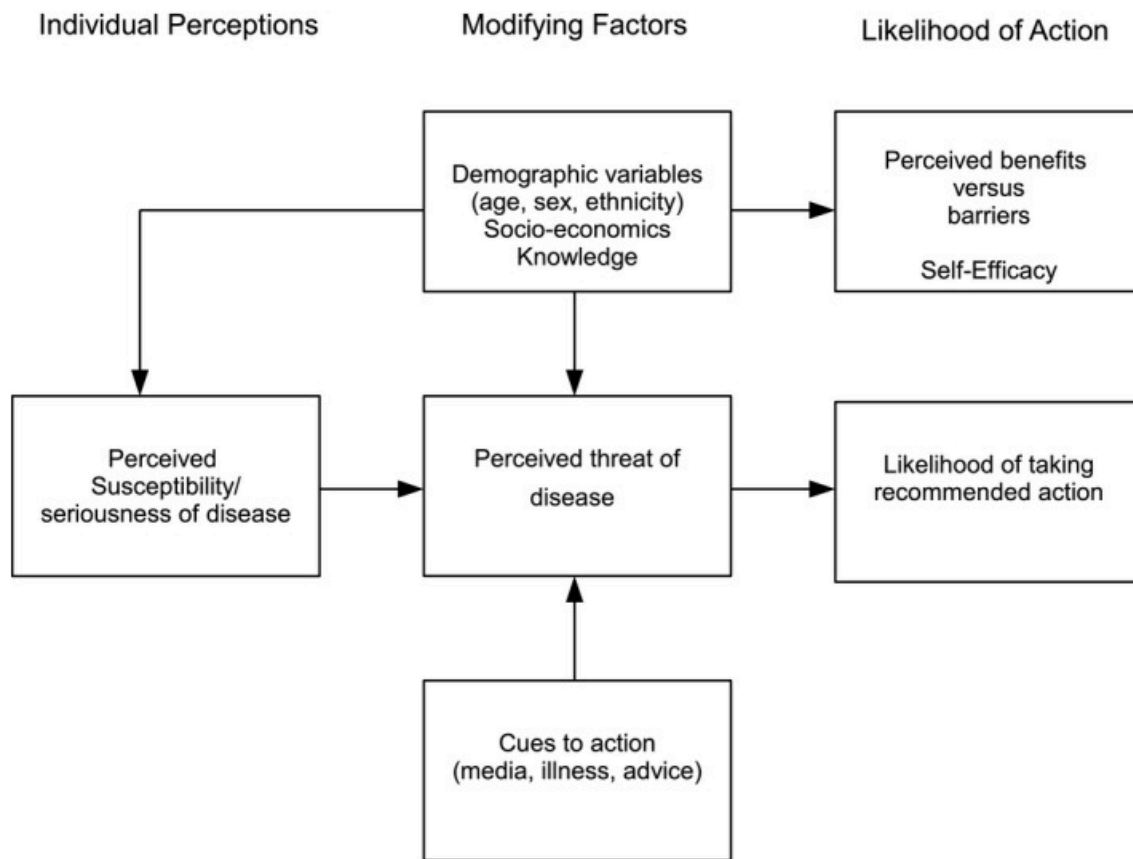 Individual Perceptions
Modifying Factors
Likelihood of Action
Demographic variables
(age, sex, ethnicity)
Socio-economics
Knowledge
Perceived benefits
versus
barriers
Self-Efficacy
Perceived
Susceptibility/
seriousness of disease
Perceived threat of
disease
Likelihood of taking
recommended action
Cues to action
(media, illness, advice)